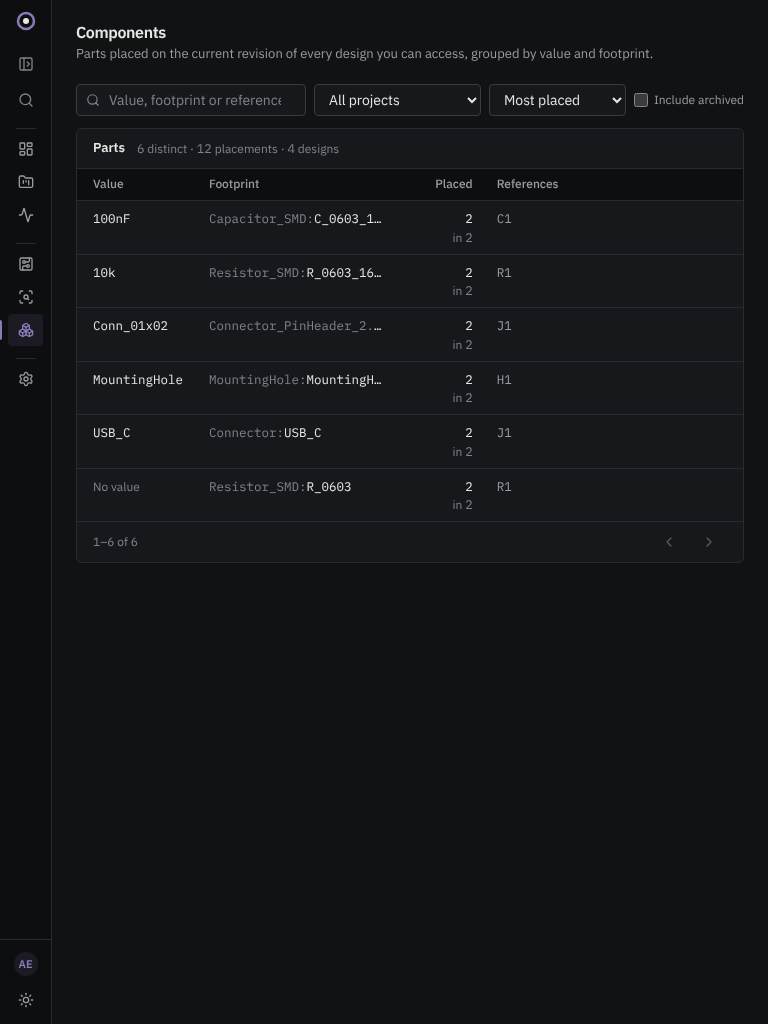 Components
Parts placed on the current revision of every design you can access, grouped by value and footprint.
Value, footprint or reference
All projects
Most placed
Include archived
Parts 6 distinct · 12 placements · 4 designs
Value Footprint Placed References
100nF Capacitor_SMD:C_0603_1… 2 C1
in 2
10k Resistor_SMD:R_0603_16… 2 R1
in 2
Conn_01x02 Connector_PinHeader_2.… 2 J1
in 2
MountingHole MountingHole:MountingH… 2 H1
in 2
USB_C Connector:USB_C 2 J1
in 2
No value Resistor_SMD:R_0603 2 R1
in 2
1–6 of 6
AE